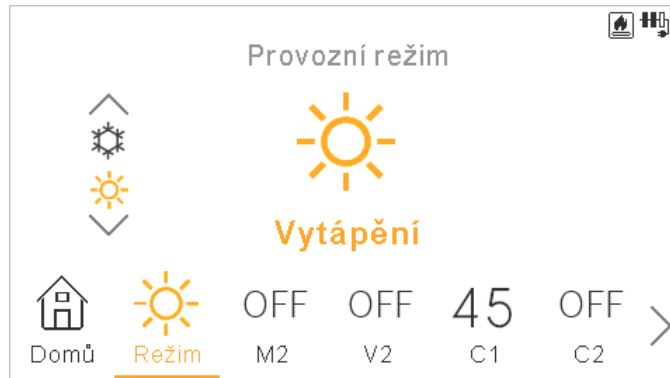 Provozní režim
Vytápění
OFF OFF 45 OFF
Domů Režim M2 V2 C1 C2